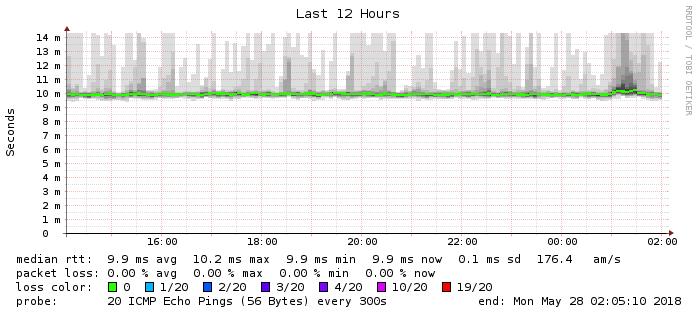 Last 12 Hours
RRDTOOL / TOBI OETIKER
Seconds
14 m
13 m
12 m
11 m
10 m
9 m
8 m
7 m
6 m
5 m
4 m
3 m
2 m
1 m
0
16:00 18:00 20:00 22:00 00:00 02:00
median rtt: 9.9 ms avg 10.2 ms max 9.9 ms min 9.9 ms now 0.1 ms sd 176.4 am/s
packet loss: 0.00 % avg 0.00 % max 0.00 % min 0.00 % now
loss color: 0 1/20 2/20 3/20 4/20 10/20 19/20
probe: 20 ICMP Echo Pings (56 Bytes) every 300s end: Mon May 28 02:05:10 2018